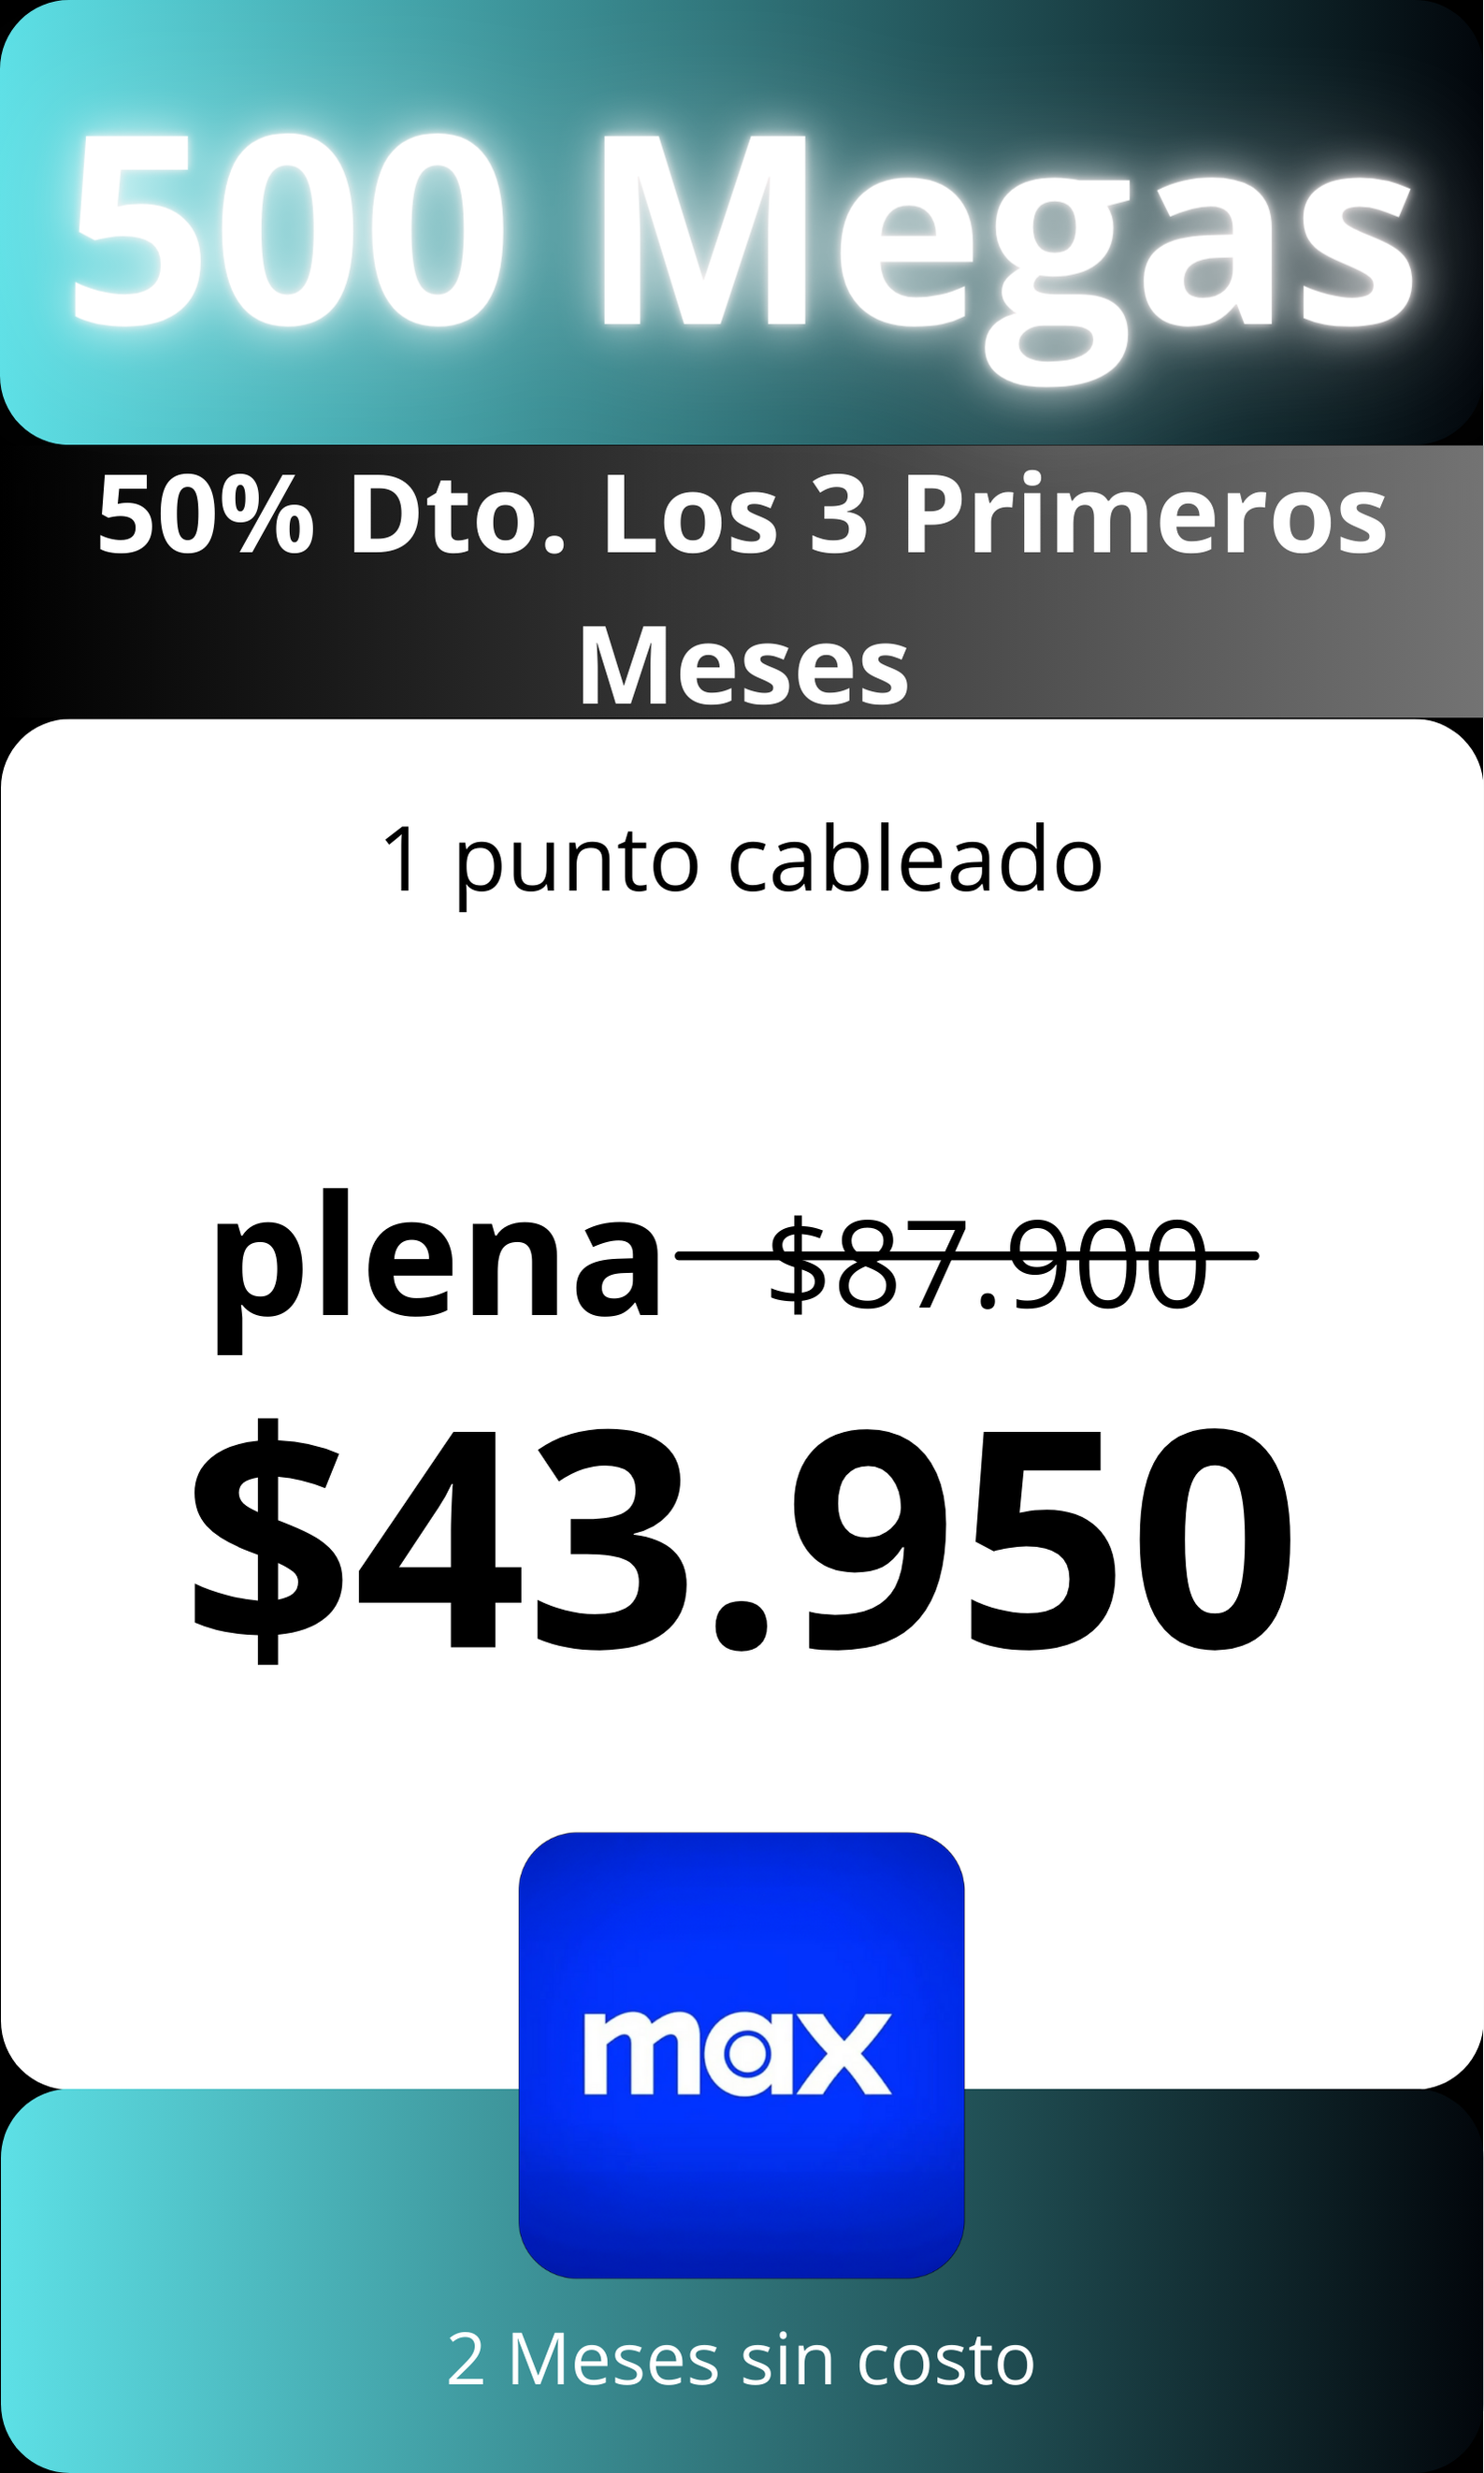 500 Megas
50% Dto. Los 3 Primeros
Meses
1 punto cableado
plena $87.900
$43.950
max
2 Meses sin costo